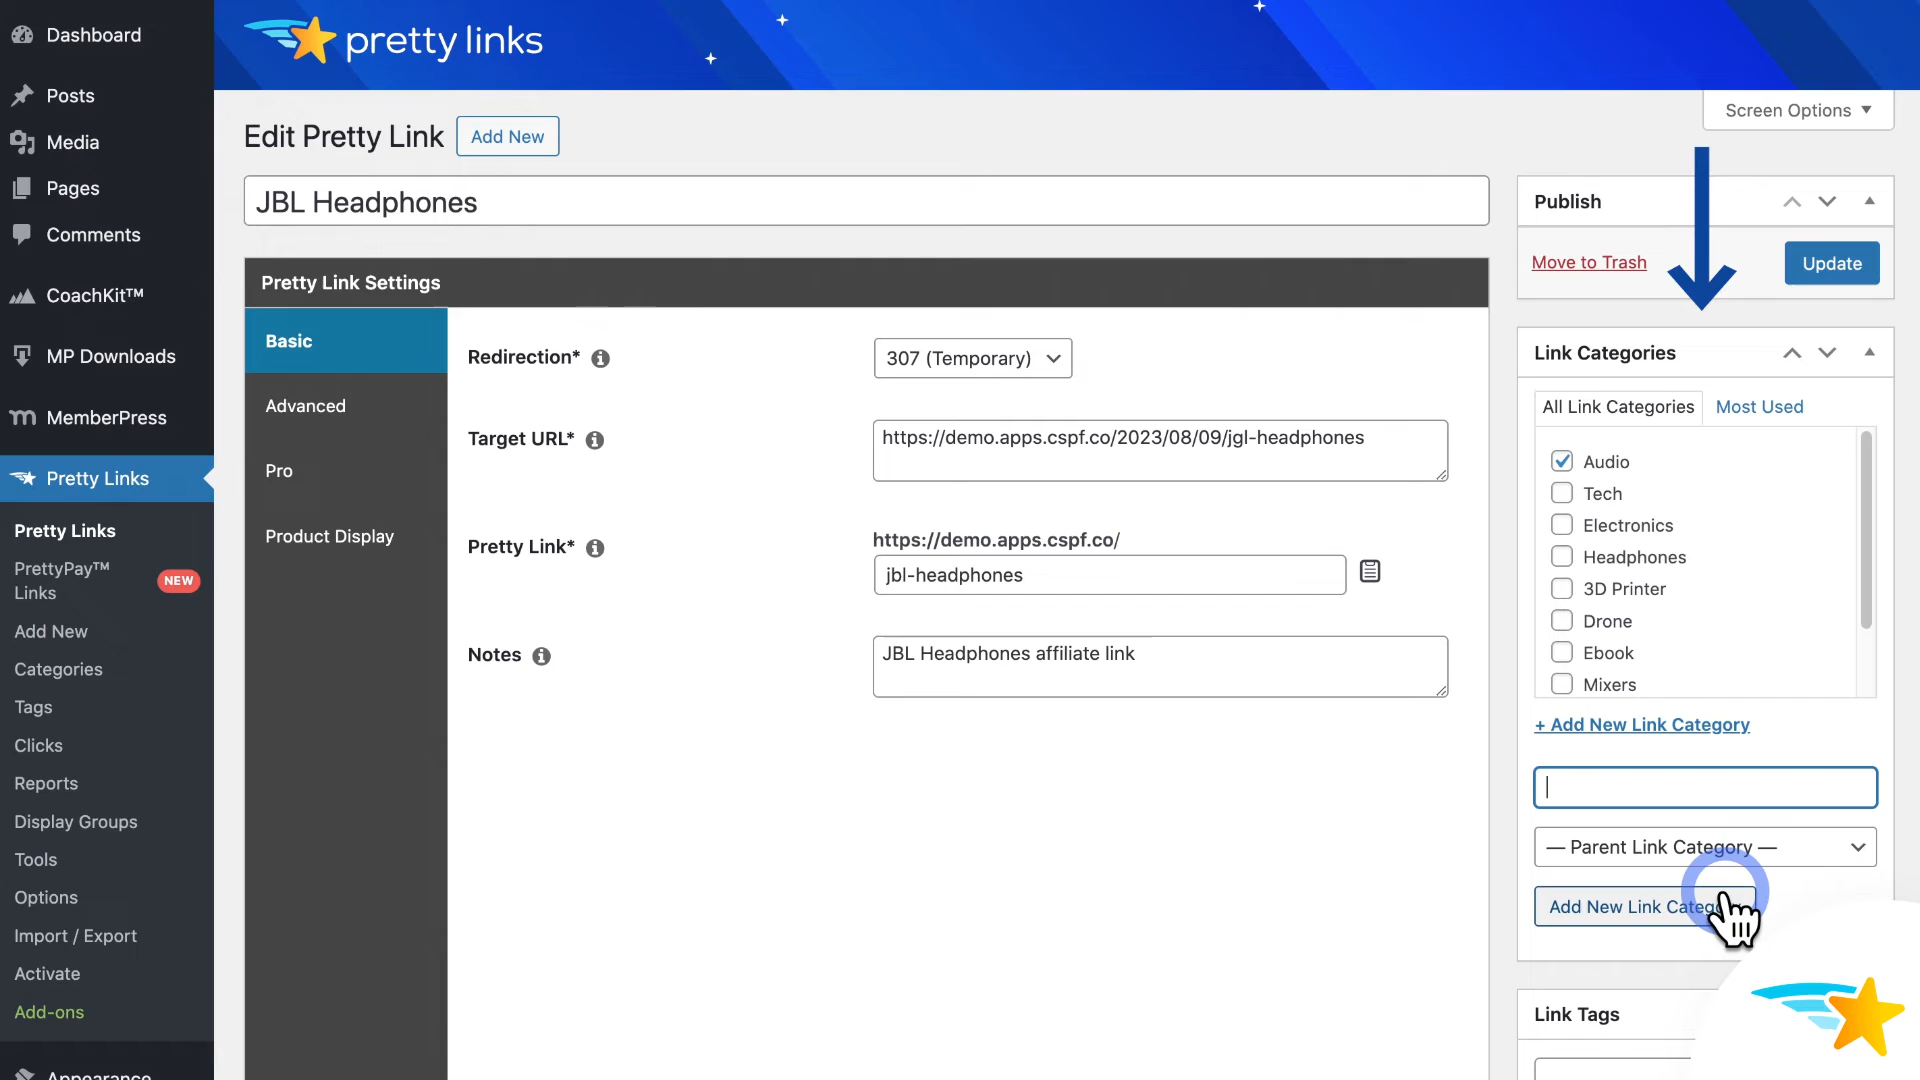 Dashboard
Posts
Media
Pages
Comments
CoachKit™
MP Downloads
MemberPress
Pretty Links
Pretty Links
PrettyPay™
Links
NEW
Add New
Categories
Tags
Clicks
Reports
Display Groups
Tools
Options
Import / Export
Activate
Add-ons
Appearance
pretty links
Screen Options
Edit Pretty Link
Add New
JBL Headphones
Pretty Link Settings
Basic
Advanced
Pro
Product Display
Redirection*
307 (Temporary)
Target URL*
https://demo.apps.cspf.co/2023/08/09/jgl-headphones
Pretty Link*
https://demo.apps.cspf.co/
jbl-headphones
Notes
JBL Headphones affiliate link
Publish
Move to Trash
Update
Link Categories
All Link Categories
Most Used
Audio
Tech
Electronics
Headphones
3D Printer
Drone
Ebook
Mixers
+ Add New Link Category
— Parent Link Category —
Add New Link Category
Link Tags